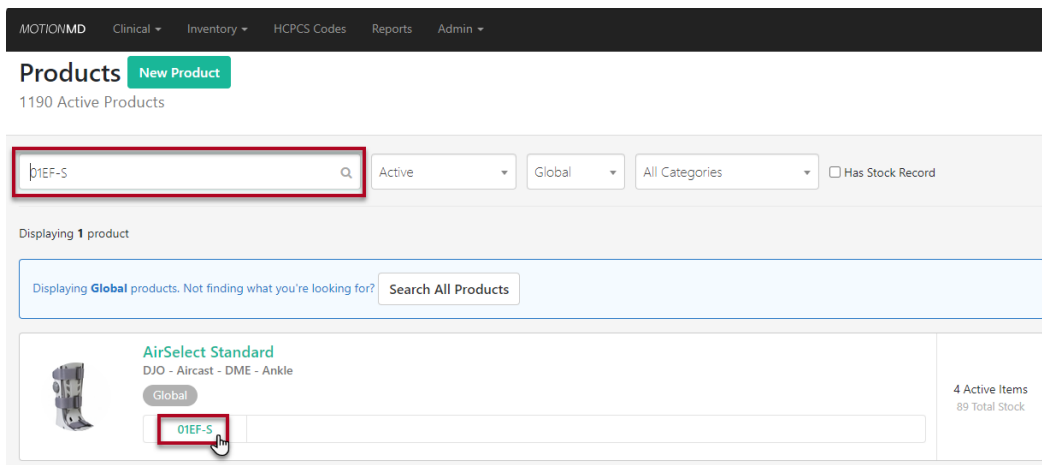 MOTIONMD Clinical Inventory HCPCS Codes Reports Admin
Products New Product
1190 Active Products
01EF-S Active Global All Categories Has Stock Record
Displaying 1 product
Displaying Global products. Not finding what you're looking for? Search All Products
AirSelect Standard
DJO - Aircast - DME - Ankle
Global
4 Active Items
89 Total Stock
01EF-S